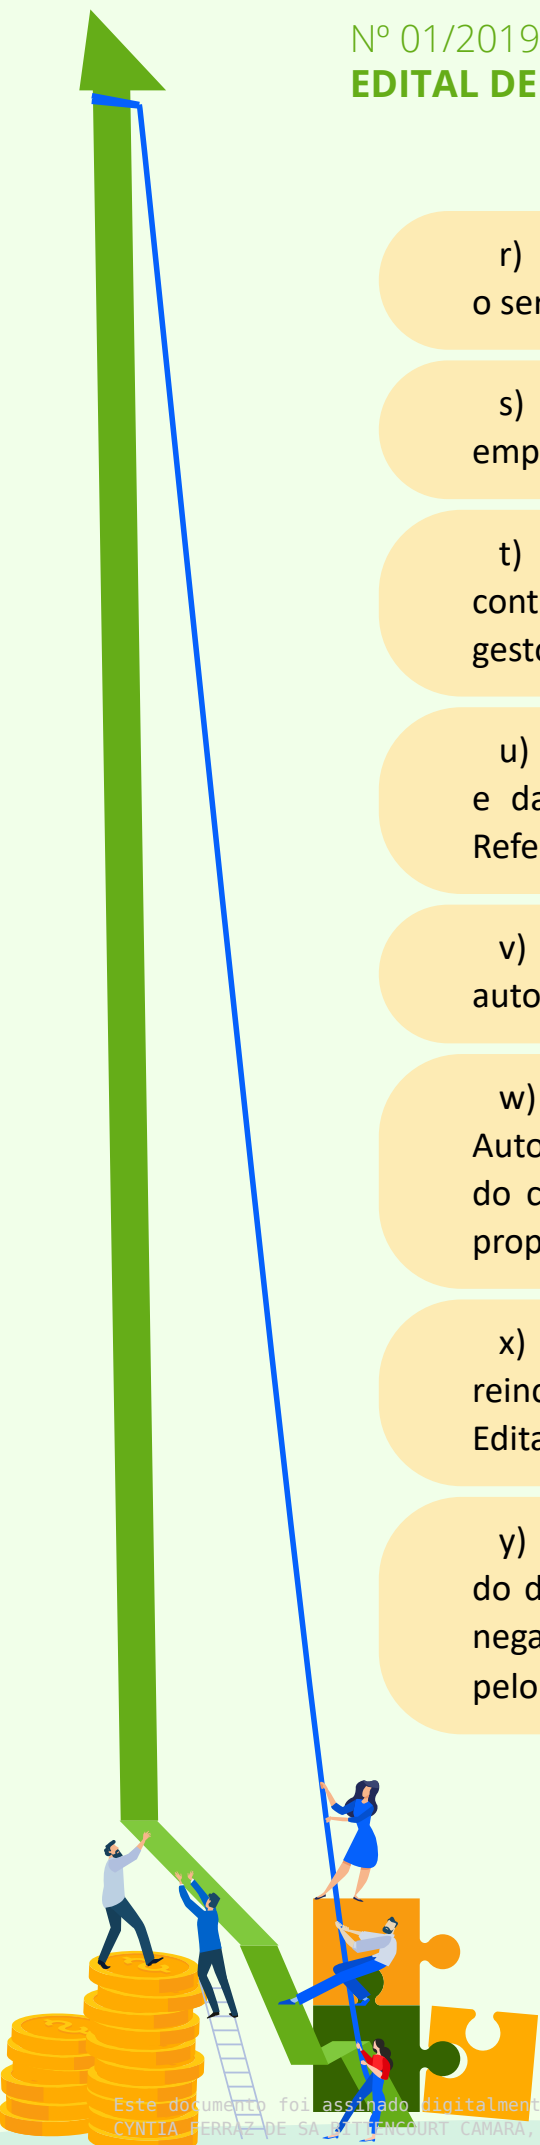 Nº 01/2019
EDITAL DE
r)
o ser
s)
emp
t)
cont
gesto
u)
e da
Refe
v)
auto
w)
Auto
do c
prop
x)
reinc
Edita
y)
do d
nega
pelo
Este documento foi assinado digitalment
CYNTIA FERRAZ DE SA BITTENCOURT CAMARA,